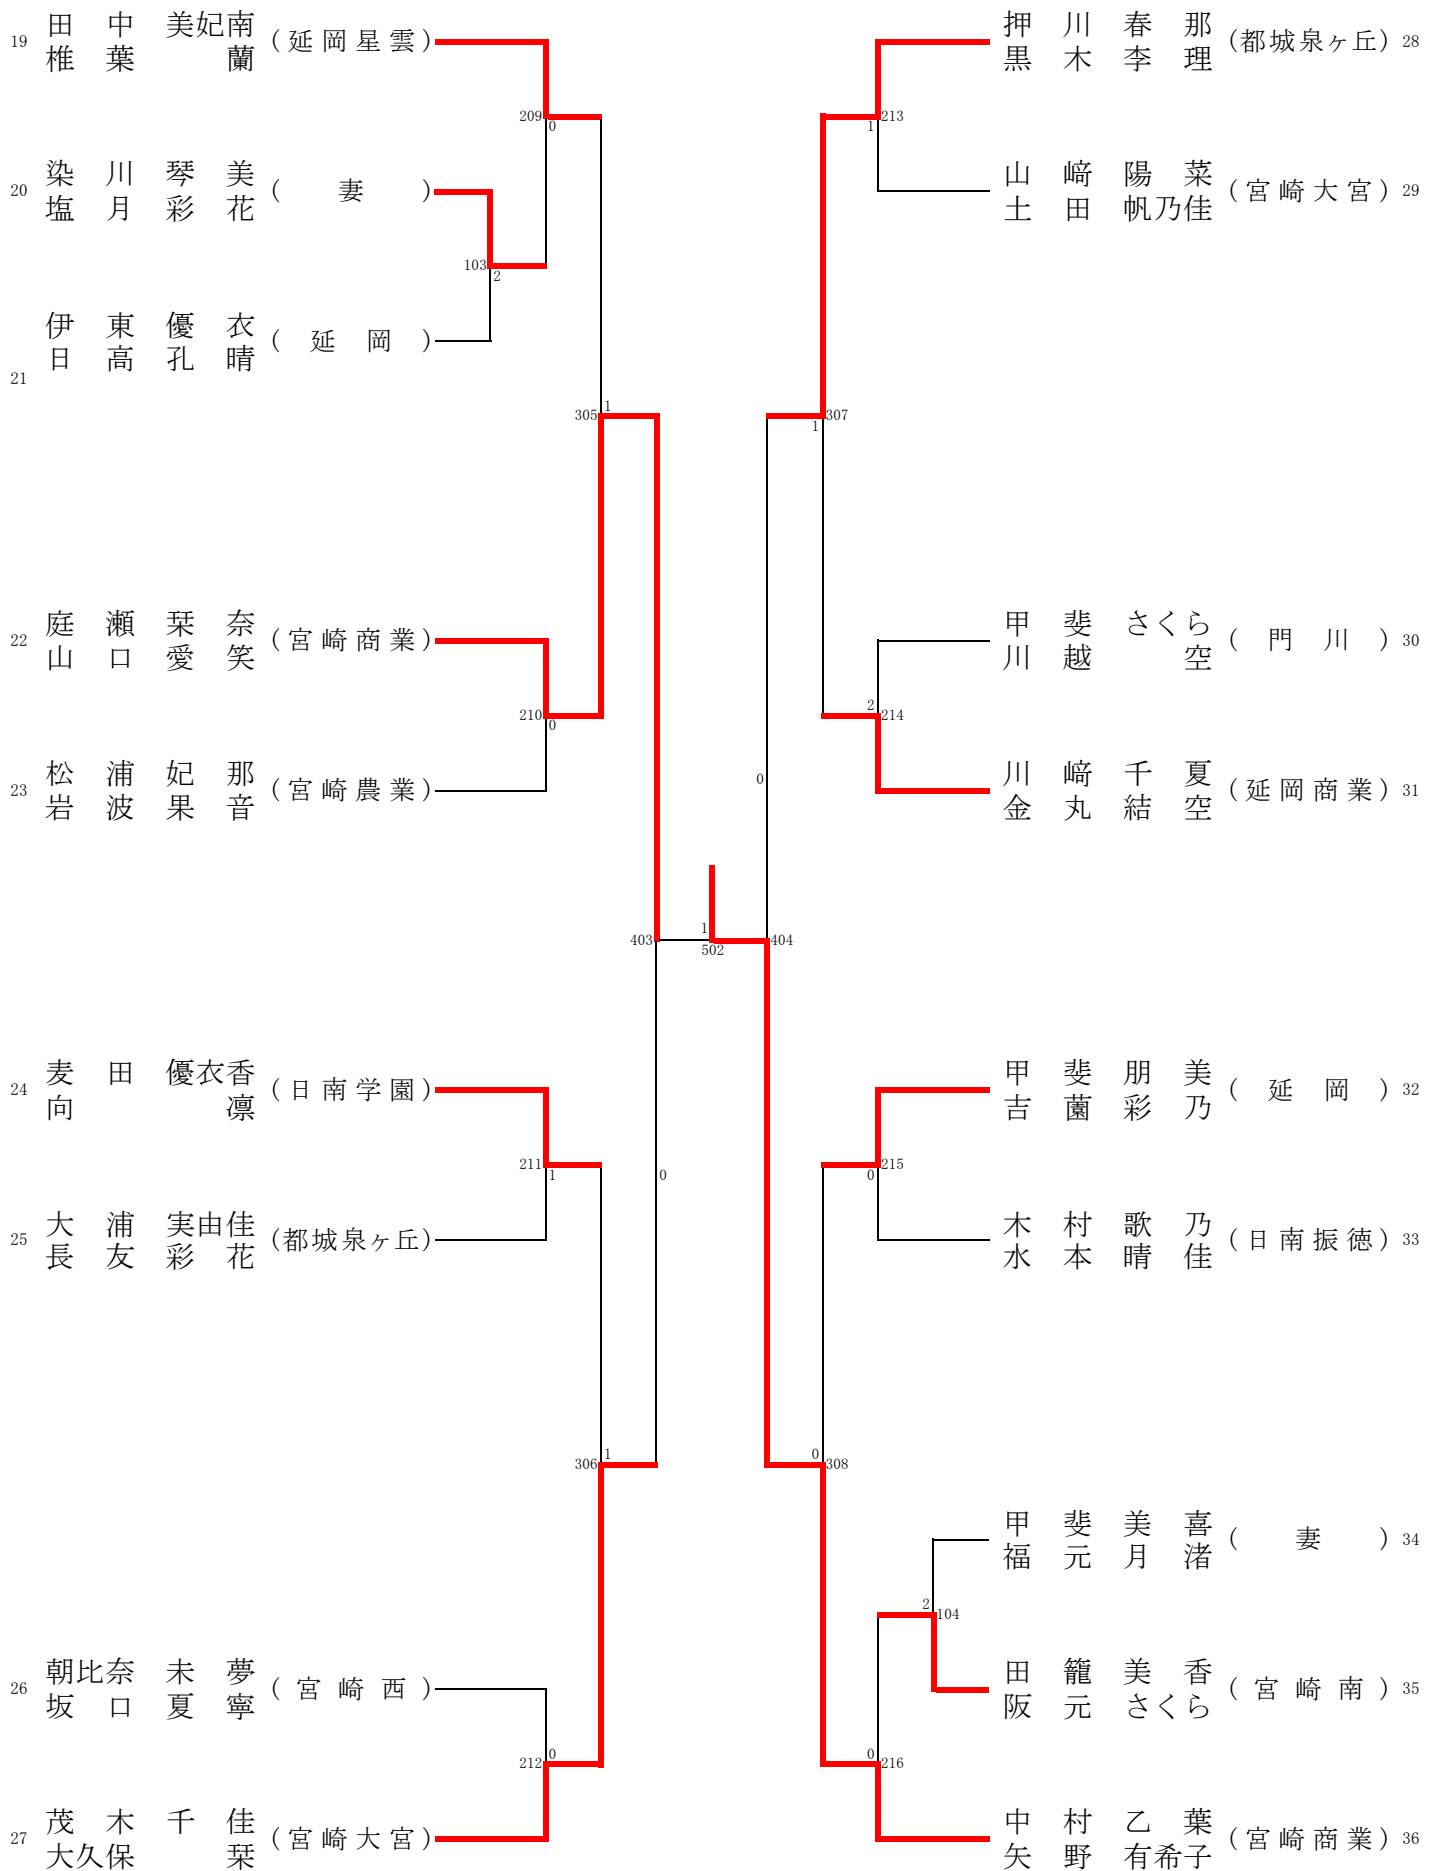 19 田中美妃南 (延岡星雲)
椎葉蘭
209
0
20 染川琴美 (妻)
塩月彩花
103
2
21 伊東優衣 (延岡)
日高孔晴
305
1
22 庭瀬栞奈 (宮崎商業)
山口愛笑
210
0
23 松浦妃那 (宮崎農業)
岩波果音
403
1
502
24 麦田優衣香 (日南学園)
向凛
211
1
0
25 大浦実由佳 (都城泉ヶ丘)
長友彩花
306
1
26 朝比奈未夢 (宮崎西)
坂口夏寧
212
0
27 茂木千佳 (宮崎大宮)
大久保栞
押川春那 (都城泉ヶ丘) 28
黒木李理
213
1
山﨑陽菜 (宮崎大宮) 29
土田帆乃佳
307
1
甲斐さくら (門川) 30
川越空
2
214
0
川﨑千夏 (延岡商業) 31
金丸結空
404
甲斐朋美 (延岡) 32
吉薗彩乃
215
0
木村歌乃 (日南振徳) 33
水本晴佳
0
308
甲斐美喜 (妻) 34
福元月渚
2
104
田籠美香 (宮崎南) 35
阪元さくら
0
216
中村乙葉 (宮崎商業) 36
矢野有希子